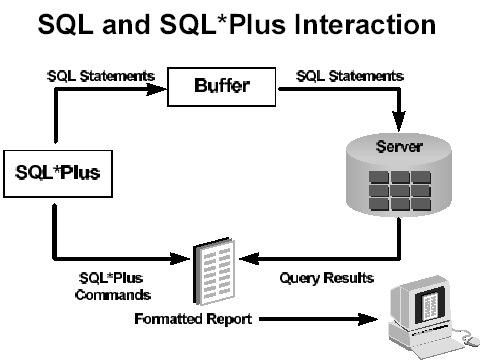 SQL and SQL*Plus Interaction
SQL Statements
Buffer
SQL Statements
Server
SQL*Plus
SQL*Plus
Commands
Query Results
Formatted Report